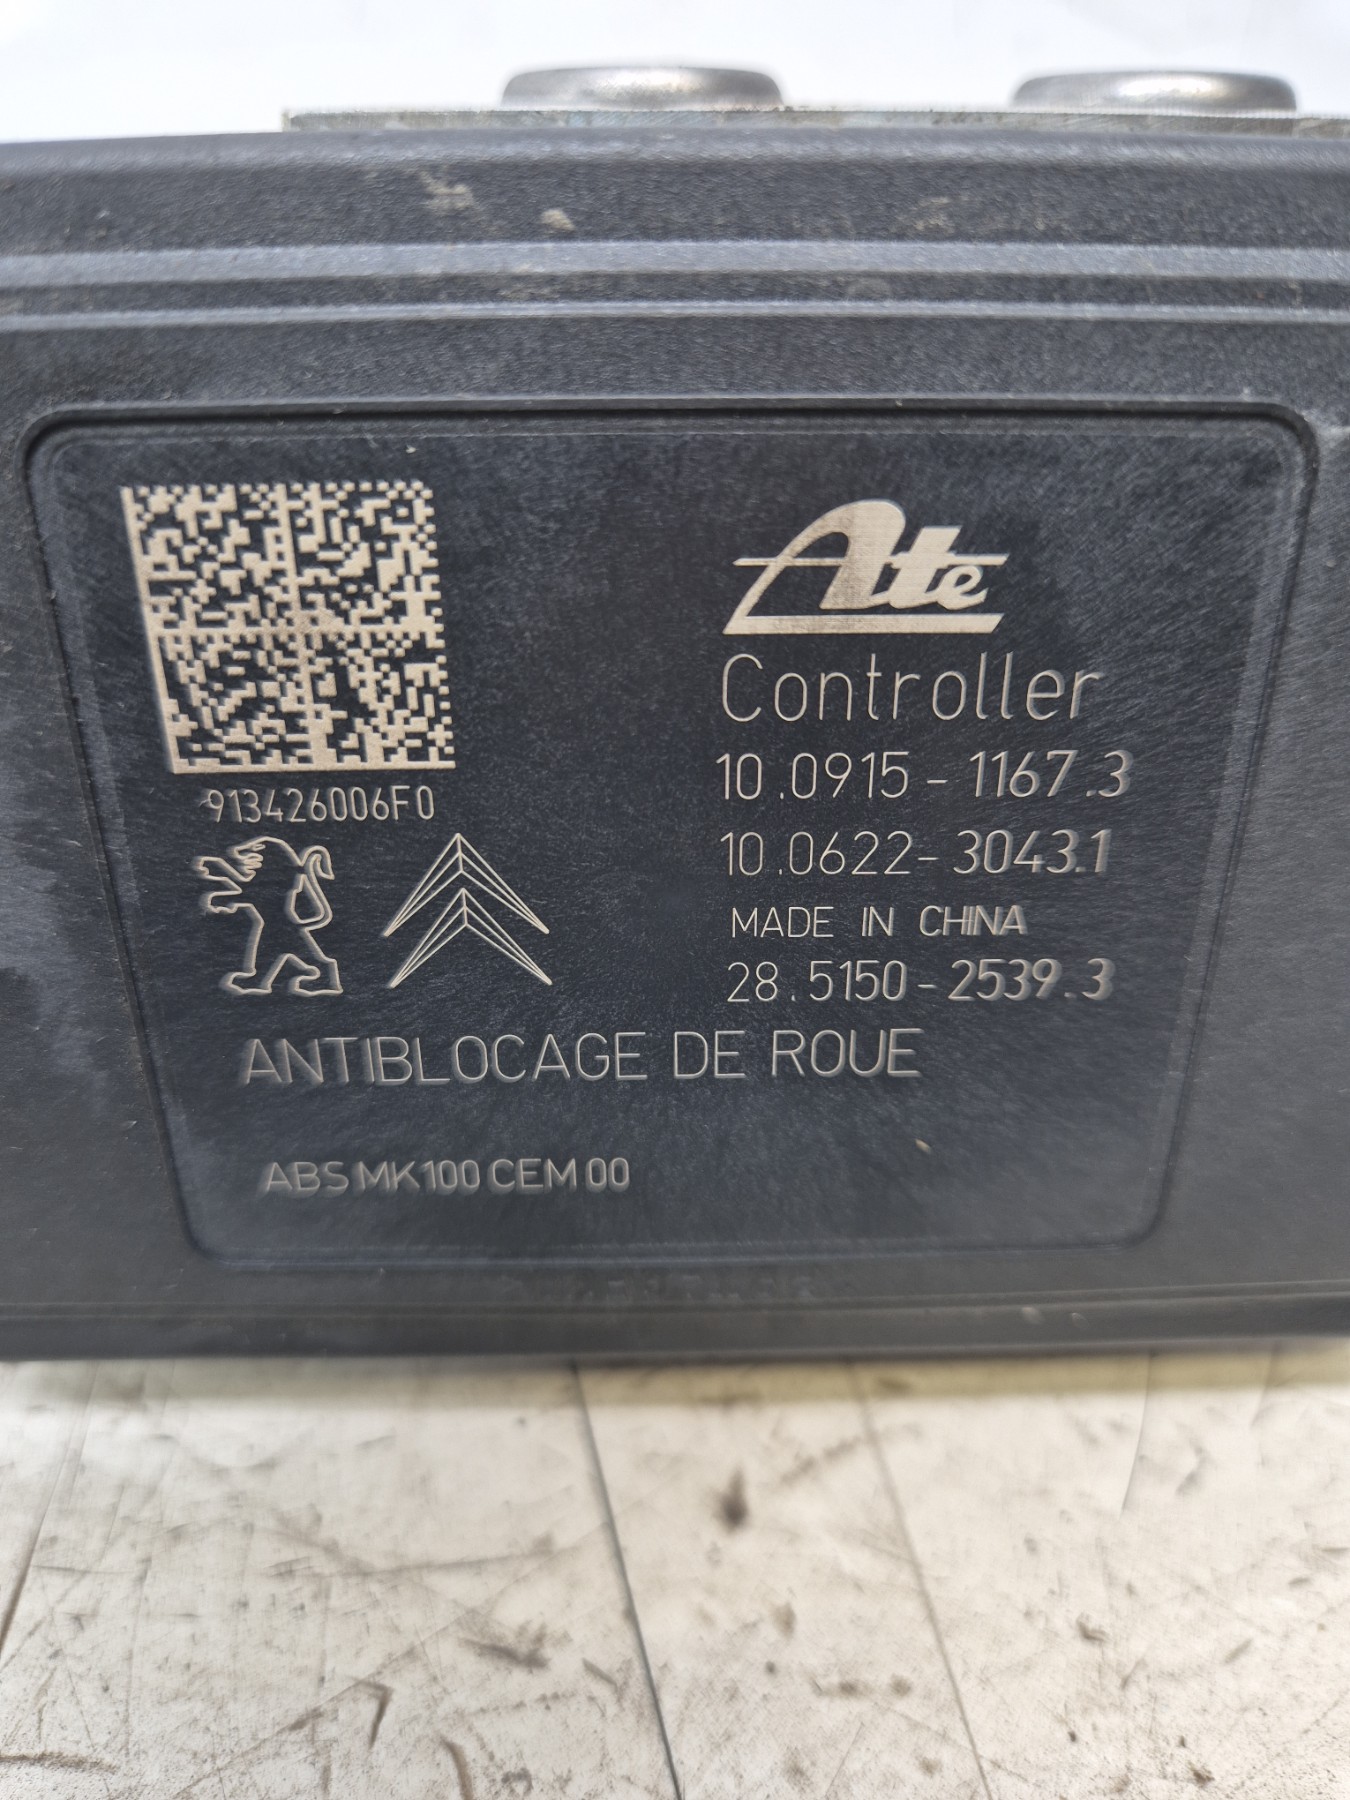 Ate
Controller
10.0915-1167.3
913426006F0
10.0622-3043.1
MADE IN CHINA
28.5150-2539.3
ANTIBLOCAGE DE ROUE
ABS MK100 CEM 00